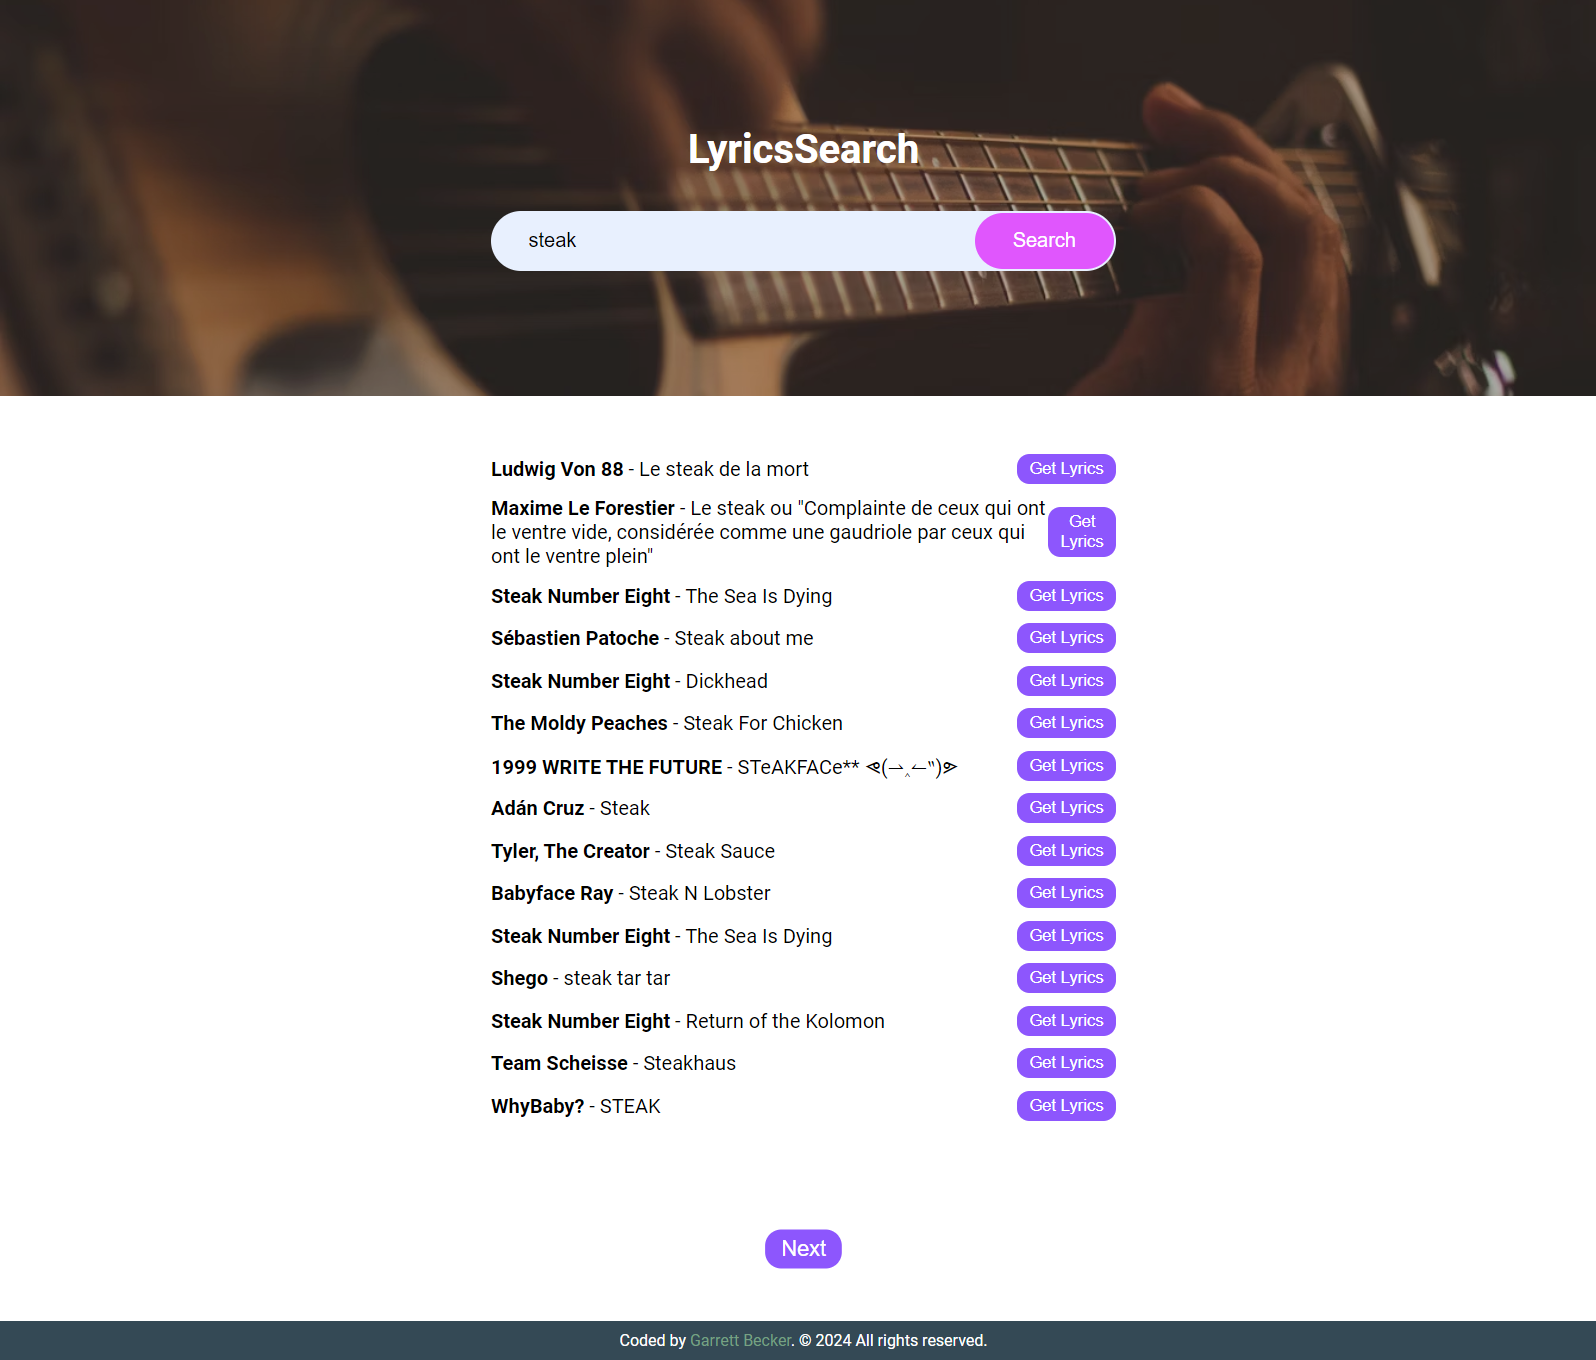 LyricsSearch
steak
Search
Ludwig Von 88 - Le steak de la mort
Get Lyrics
Maxime Le Forestier - Le steak ou "Complainte de ceux qui ont
le ventre vide, considérée comme une gaudriole par ceux qui
ont le ventre plein"
Get
Lyrics
Steak Number Eight - The Sea Is Dying
Get Lyrics
Sébastien Patoche - Steak about me
Get Lyrics
Steak Number Eight - Dickhead
Get Lyrics
The Moldy Peaches - Steak For Chicken
Get Lyrics
1999 WRITE THE FUTURE - STeAKFACe** ᕙ(⇀‸↼‶)ᕗ
Get Lyrics
Adán Cruz - Steak
Get Lyrics
Tyler, The Creator - Steak Sauce
Get Lyrics
Babyface Ray - Steak N Lobster
Get Lyrics
Steak Number Eight - The Sea Is Dying
Get Lyrics
Shego - steak tar tar
Get Lyrics
Steak Number Eight - Return of the Kolomon
Get Lyrics
Team Scheisse - Steakhaus
Get Lyrics
WhyBaby? - STEAK
Get Lyrics
Next
Coded by Garrett Becker. © 2024 All rights reserved.